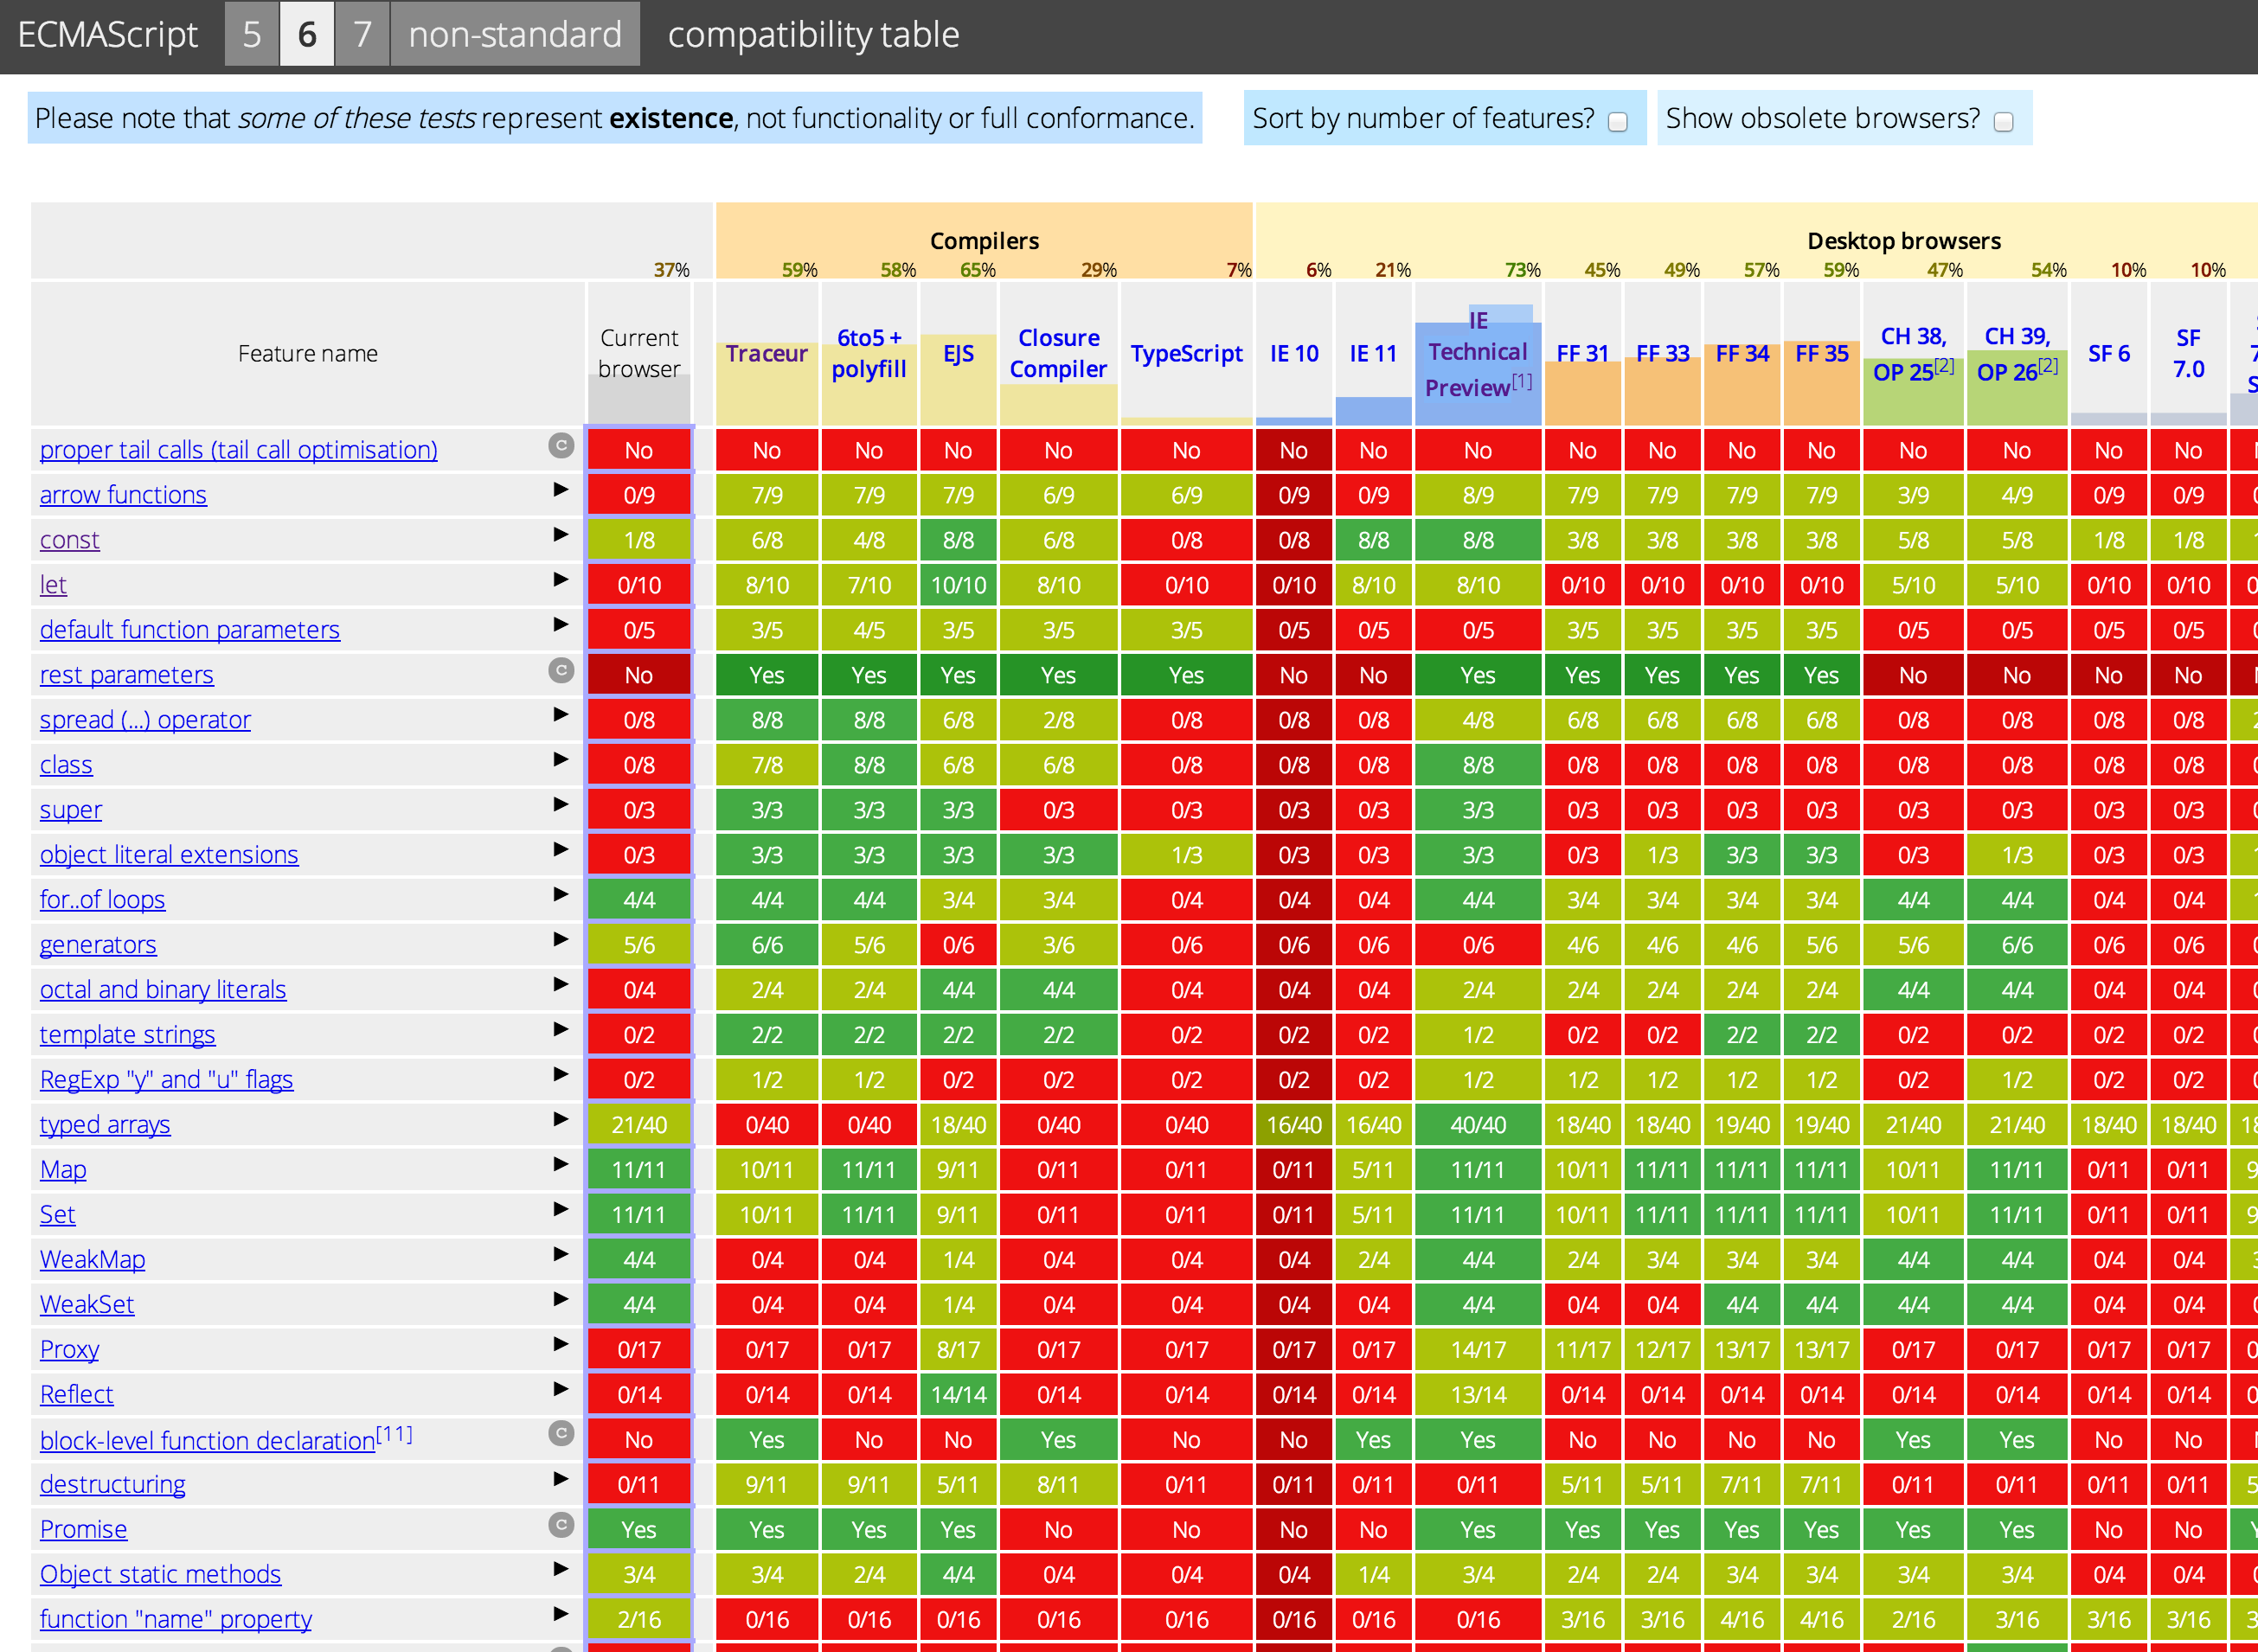 ECMAScript 5 6 7 non-standard compatibility table
Please note that some of these tests represent existence, not functionality or full conformance. Sort by number of features? Show obsolete browsers?
Compilers Desktop browsers
37% 59% 58% 65% 29% 7% 6% 21% 73% 45% 49% 57% 59% 47% 54% 10% 10%
Feature name Current browser Traceur 6to5 + polyfill EJS Closure Compiler TypeScript IE 10 IE 11 IE Technical Preview[1] FF 31 FF 33 FF 34 FF 35 CH 38, OP 25[2] CH 39, OP 26[2] SF 6 SF 7.0
proper tail calls (tail call optimisation) C No No No No No No No No No No No No No No No No No
arrow functions 0/9 7/9 7/9 7/9 6/9 6/9 0/9 0/9 8/9 7/9 7/9 7/9 7/9 3/9 4/9 0/9 0/9
const 1/8 6/8 4/8 8/8 6/8 0/8 0/8 8/8 8/8 3/8 3/8 3/8 3/8 5/8 5/8 1/8 1/8
let 0/10 8/10 7/10 10/10 8/10 0/10 0/10 8/10 8/10 0/10 0/10 0/10 0/10 5/10 5/10 0/10 0/10
default function parameters 0/5 3/5 4/5 3/5 3/5 3/5 0/5 0/5 0/5 3/5 3/5 3/5 3/5 0/5 0/5 0/5 0/5
rest parameters C No Yes Yes Yes Yes Yes No No Yes Yes Yes Yes Yes No No No No
spread (...) operator 0/8 8/8 8/8 6/8 2/8 0/8 0/8 0/8 4/8 6/8 6/8 6/8 6/8 0/8 0/8 0/8 0/8
class 0/8 7/8 8/8 6/8 6/8 0/8 0/8 0/8 8/8 0/8 0/8 0/8 0/8 0/8 0/8 0/8 0/8
super 0/3 3/3 3/3 3/3 0/3 0/3 0/3 0/3 3/3 0/3 0/3 0/3 0/3 0/3 0/3 0/3 0/3
object literal extensions 0/3 3/3 3/3 3/3 3/3 1/3 0/3 0/3 3/3 0/3 1/3 3/3 3/3 0/3 1/3 0/3 0/3
for..of loops 4/4 4/4 4/4 3/4 3/4 0/4 0/4 0/4 4/4 3/4 3/4 3/4 3/4 4/4 4/4 0/4 0/4
generators 5/6 6/6 5/6 0/6 3/6 0/6 0/6 0/6 0/6 4/6 4/6 4/6 5/6 5/6 6/6 0/6 0/6
octal and binary literals 0/4 2/4 2/4 4/4 4/4 0/4 0/4 0/4 2/4 2/4 2/4 2/4 2/4 4/4 4/4 0/4 0/4
template strings 0/2 2/2 2/2 2/2 2/2 0/2 0/2 0/2 1/2 0/2 0/2 2/2 2/2 0/2 0/2 0/2 0/2
RegExp "y" and "u" flags 0/2 1/2 1/2 0/2 0/2 0/2 0/2 0/2 1/2 1/2 1/2 1/2 1/2 0/2 1/2 0/2 0/2
typed arrays 21/40 0/40 0/40 18/40 0/40 0/40 16/40 16/40 40/40 18/40 18/40 19/40 19/40 21/40 21/40 18/40 18/40
Map 11/11 10/11 11/11 9/11 0/11 0/11 0/11 5/11 11/11 10/11 11/11 11/11 11/11 10/11 11/11 0/11 0/11
Set 11/11 10/11 11/11 9/11 0/11 0/11 0/11 5/11 11/11 10/11 11/11 11/11 11/11 10/11 11/11 0/11 0/11
WeakMap 4/4 0/4 0/4 1/4 0/4 0/4 0/4 2/4 4/4 2/4 3/4 3/4 3/4 4/4 4/4 0/4 0/4
WeakSet 4/4 0/4 0/4 1/4 0/4 0/4 0/4 0/4 4/4 0/4 0/4 4/4 4/4 4/4 4/4 0/4 0/4
Proxy 0/17 0/17 0/17 8/17 0/17 0/17 0/17 0/17 14/17 11/17 12/17 13/17 13/17 0/17 0/17 0/17 0/17
Reflect 0/14 0/14 0/14 14/14 0/14 0/14 0/14 0/14 13/14 0/14 0/14 0/14 0/14 0/14 0/14 0/14 0/14
block-level function declaration[11] C No Yes No No Yes No No Yes Yes No No No No Yes Yes No No
destructuring 0/11 9/11 9/11 5/11 8/11 0/11 0/11 0/11 0/11 5/11 5/11 7/11 7/11 0/11 0/11 0/11 0/11
Promise C Yes Yes Yes Yes No No No No Yes Yes Yes Yes Yes Yes Yes No No
Object static methods 3/4 3/4 2/4 4/4 0/4 0/4 0/4 1/4 3/4 2/4 2/4 3/4 3/4 3/4 3/4 0/4 0/4
function "name" property 2/16 0/16 0/16 0/16 0/16 0/16 0/16 0/16 0/16 3/16 3/16 4/16 4/16 2/16 3/16 3/16 3/16